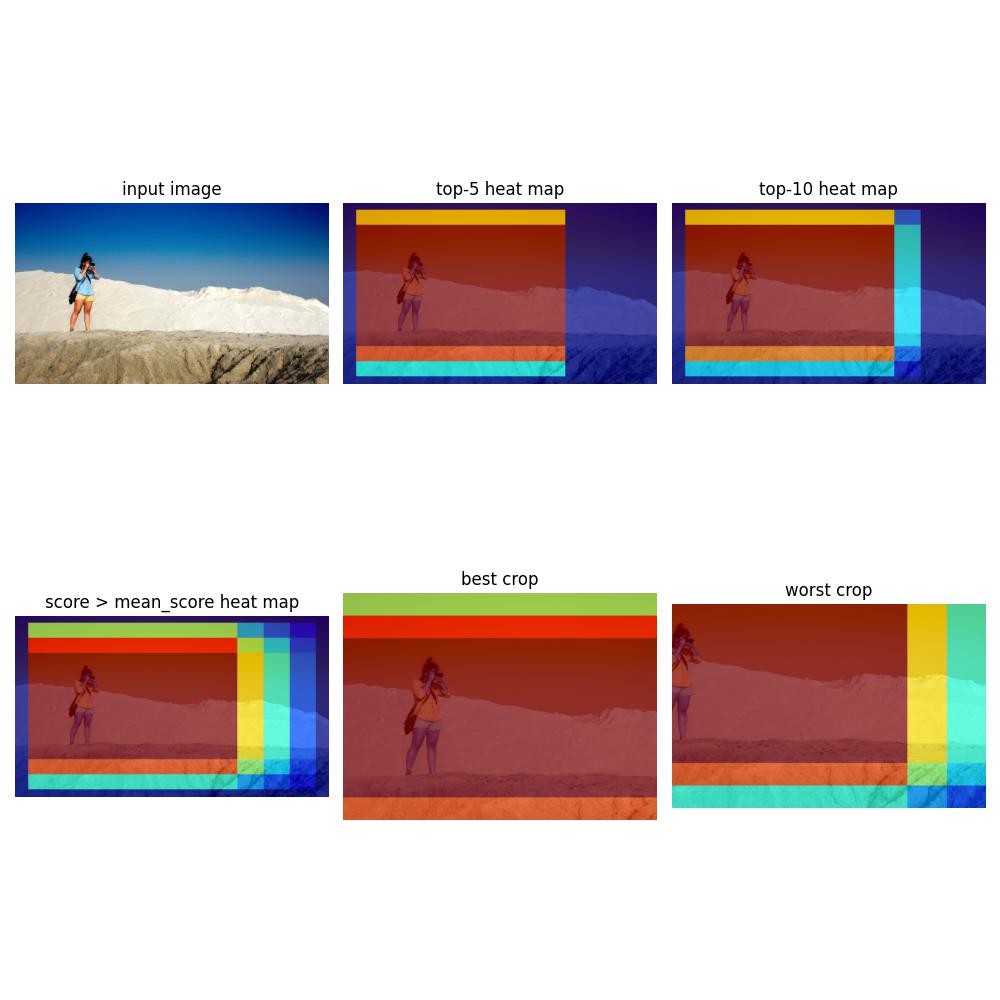 input image
top-5 heat map
top-10 heat map
score > mean_score heat map
best crop
worst crop